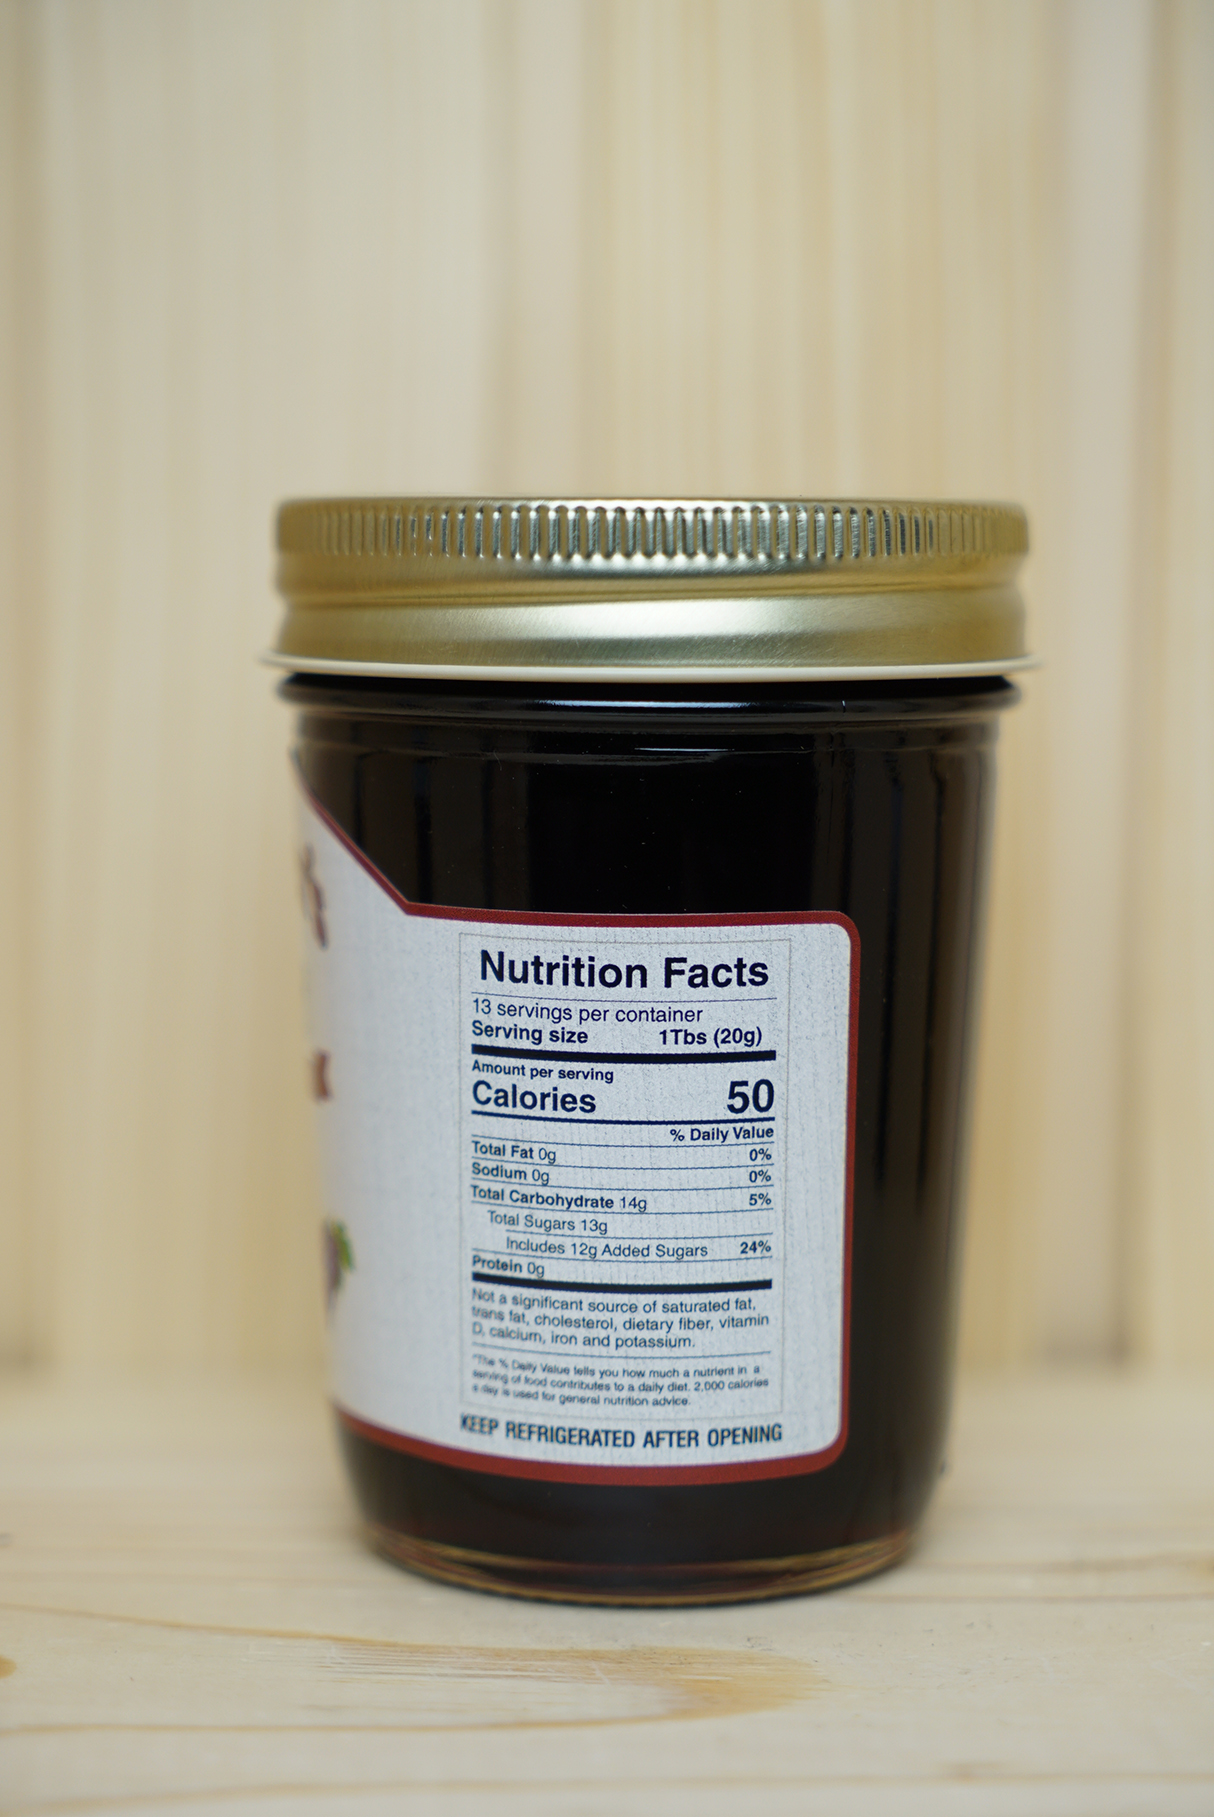 Nutrition Facts
13 servings per container
Serving size 1Tbs (20g)
Amount per serving
Calories 50
% Daily Value
Total Fat 0g 0%
Sodium 0g 0%
Total Carbohydrate 14g 5%
Total Sugars 13g
Includes 12g Added Sugars 24%
Protein 0g
Not a significant source of saturated fat,
trans fat, cholesterol, dietary fiber, vitamin
D, calcium, iron and potassium.
*The % Daily Value tells you how much a nutrient in a
serving of food contributes to a daily diet. 2,000 calories
a day is used for general nutrition advice.
KEEP REFRIGERATED AFTER OPENING